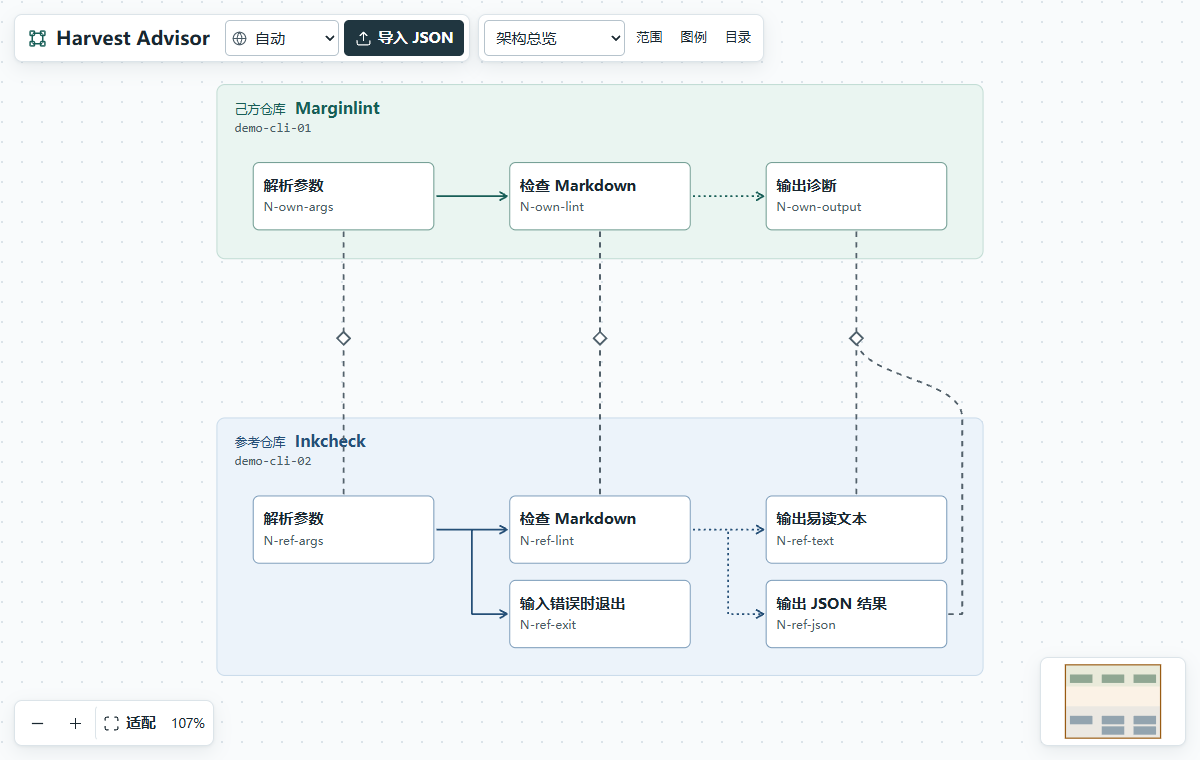 Harvest Advisor
自动
导入 JSON
架构总览
范围
图例
目录
己方仓库 Marginlint
demo-cli-01
解析参数
N-own-args
检查 Markdown
N-own-lint
输出诊断
N-own-output
参考仓库 Inkcheck
demo-cli-02
解析参数
N-ref-args
检查 Markdown
N-ref-lint
输出易读文本
N-ref-text
输入错误时退出
N-ref-exit
输出 JSON 结果
N-ref-json
适配
107%